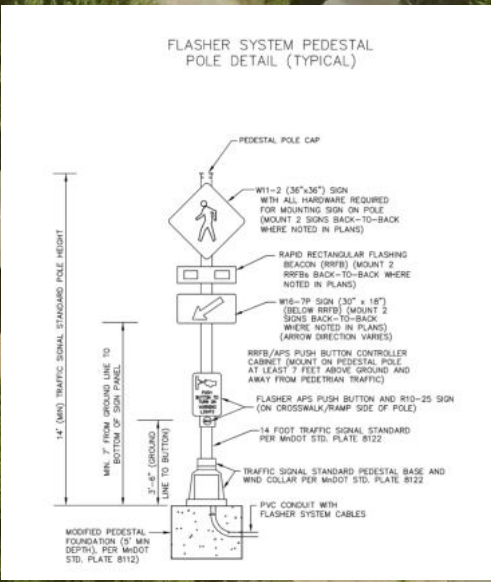 FLASHER SYSTEM PEDESTAL
POLE DETAIL (TYPICAL)
PEDESTAL POLE CAP
W11-2 (36"x36") SIGN
WITH ALL HARDWARE REQUIRED
FOR MOUNTING SIGN ON POLE
(MOUNT 2 SIGNS BACK-TO-BACK
WHERE NOTED IN PLANS)
RAPID RECTANGULAR FLASHING
BEACON (RRFB) (MOUNT 2
RRFBs BACK-TO-BACK WHERE
NOTED IN PLANS)
W16-7P SIGN (30" x 18")
(BELOW RRFB) (MOUNT 2
SIGNS BACK-TO-BACK
WHERE NOTED IN PLANS)
(ARROW DIRECTION VARIES)
RRFB/APS PUSH BUTTON CONTROLLER
CABINET (MOUNT ON PEDESTAL POLE
AT LEAST 7 FEET ABOVE GROUND AND
AWAY FROM PEDETRIAN TRAFFIC)
FLASHER APS PUSH BUTTON AND R10-25 SIGN
(ON CROSSWALK/RAMP SIDE OF POLE)
14 FOOT TRAFFIC SIGNAL STANDARD
PER MnDOT STD. PLATE 8122
TRAFFIC SIGNAL STANDARD PEDESTAL BASE AND
WIND COLLAR PER MnDOT STD. PLATE 8122
PVC CONDUIT WITH
FLASHER SYSTEM CABLES
MODIFIED PEDESTAL
FOUNDATION (5' MIN
DEPTH), PER MnDOT
STD. PLATE 8112)
14' (MIN) TRAFFIC SIGNAL STANDARD POLE HEIGHT
MIN. 7' FROM GROUND LINE TO
BOTTOM OF SIGN PANEL
3'-6" (GROUND
LINE TO BUTTON)
PUSH
BUTTON TO
TURN ON
WARNING
LIGHTS